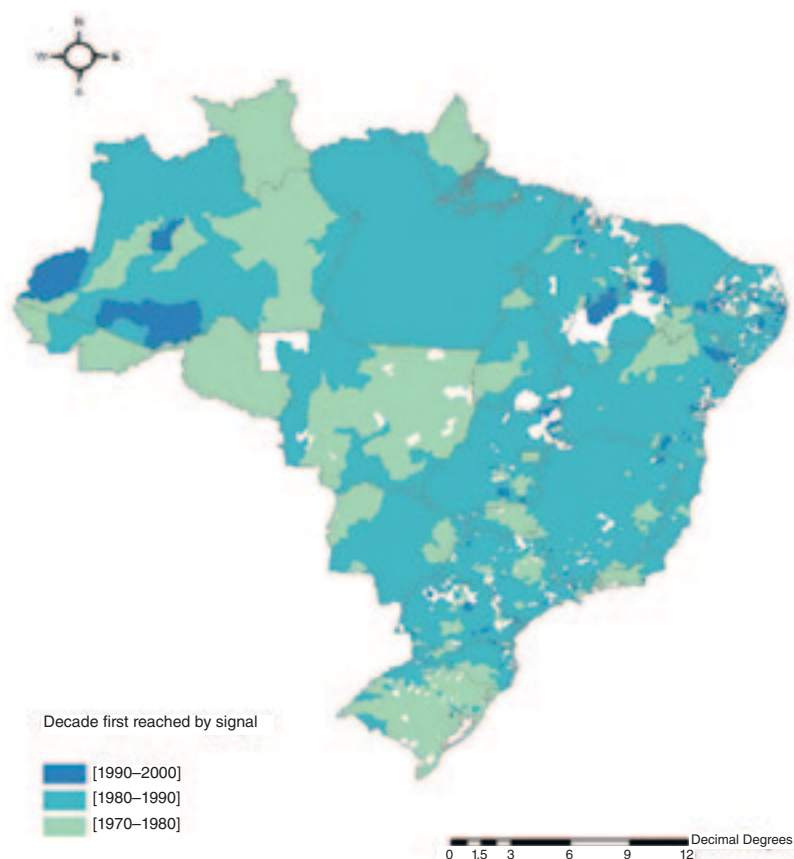 N
W
E
Decade first reached by signal
[1990–2000]
[1980–1990]
[1970–1980]
Decimal Degrees
0 1.5 3 6 9 12